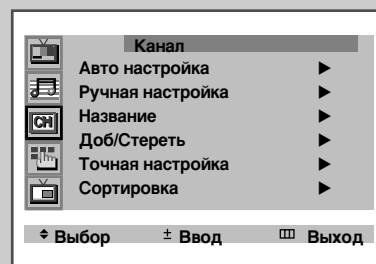 Канал
Авто настройка ▶
Ручная настройка ▶
CH Название ▶
Доб/Стереть ▶
Точная настройка ▶
Сортировка ▶
Выбор ± Ввод Выход